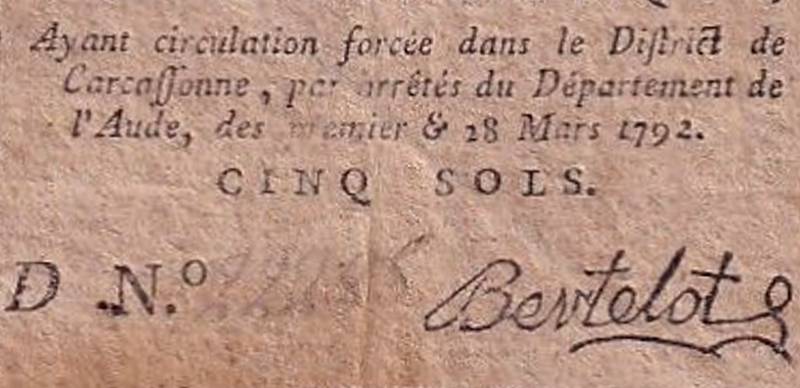 Ayant circulation forcée dans le Diſtrict de
Carcaſſonne, par arrêtés du Département de
l'Aude, des premier & 28 Mars 1792.
CINQ SOLS.
D N.º Bertelot